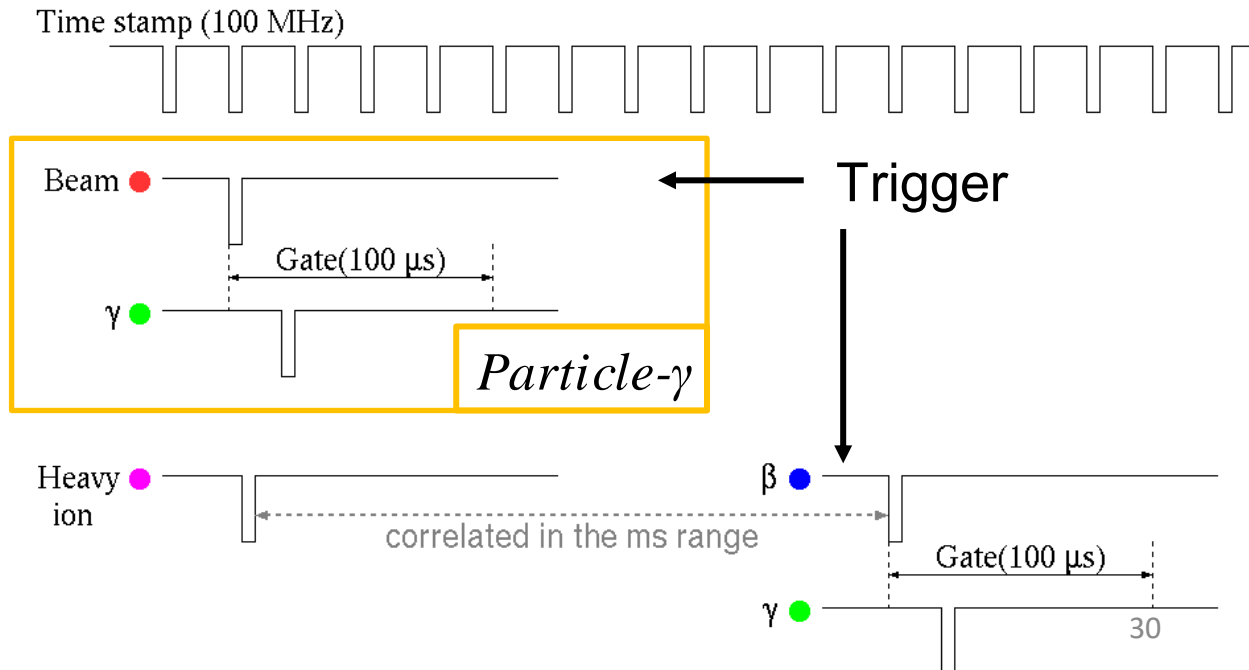 Time stamp (100 MHz)
Beam
Trigger
Gate(100 μs)
γ
Particle-γ
Heavy
ion
β
correlated in the ms range
Gate(100 μs)
γ
30